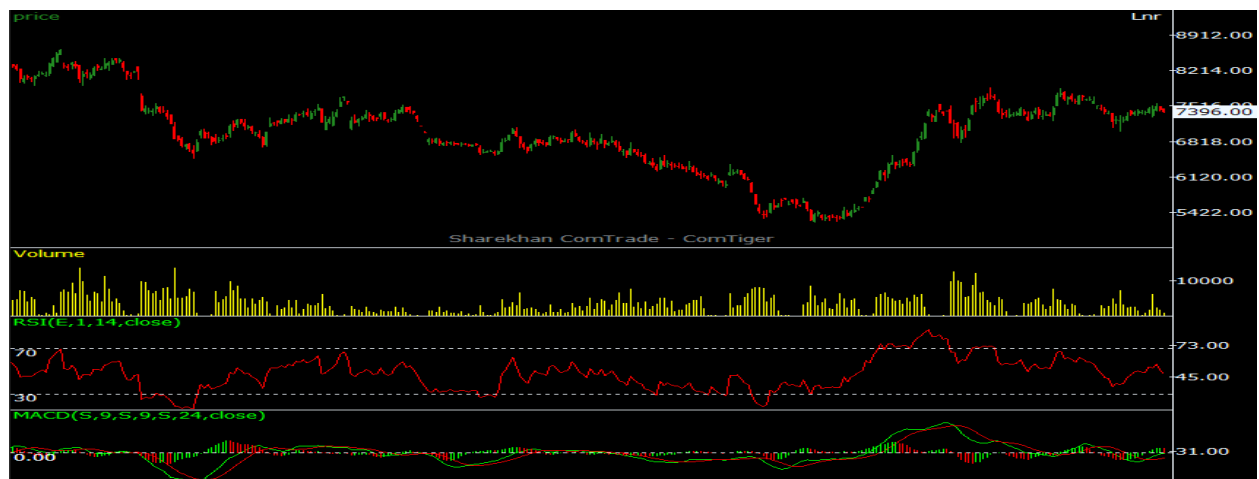 price
Lnr
8912.00
8214.00
7516.00
7396.00
6818.00
6120.00
5422.00
Sharekhan ComTrade - ComTiger
Volume
10000
RSI(E,1,14,close)
70
73.00
45.00
30
MACD(S,9,S,9,S,24,close)
0.00
31.00